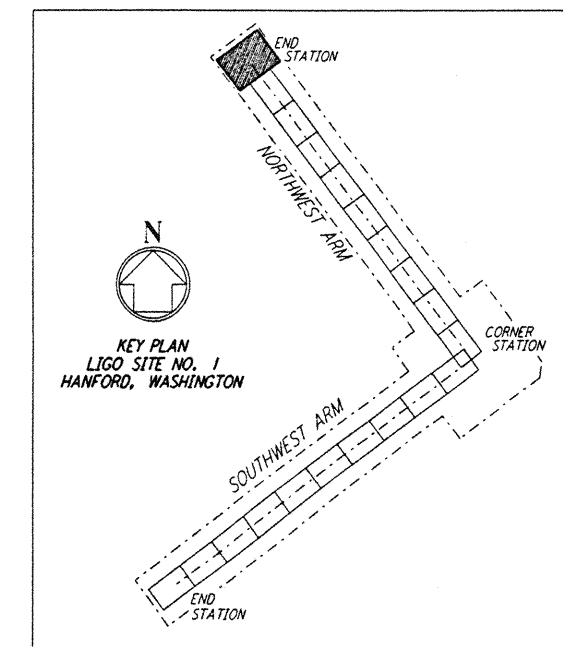 END
STATION
NORTHWEST ARM
N
KEY PLAN
LIGO SITE NO. 1
HANFORD, WASHINGTON
CORNER
STATION
SOUTHWEST ARM
END
STATION